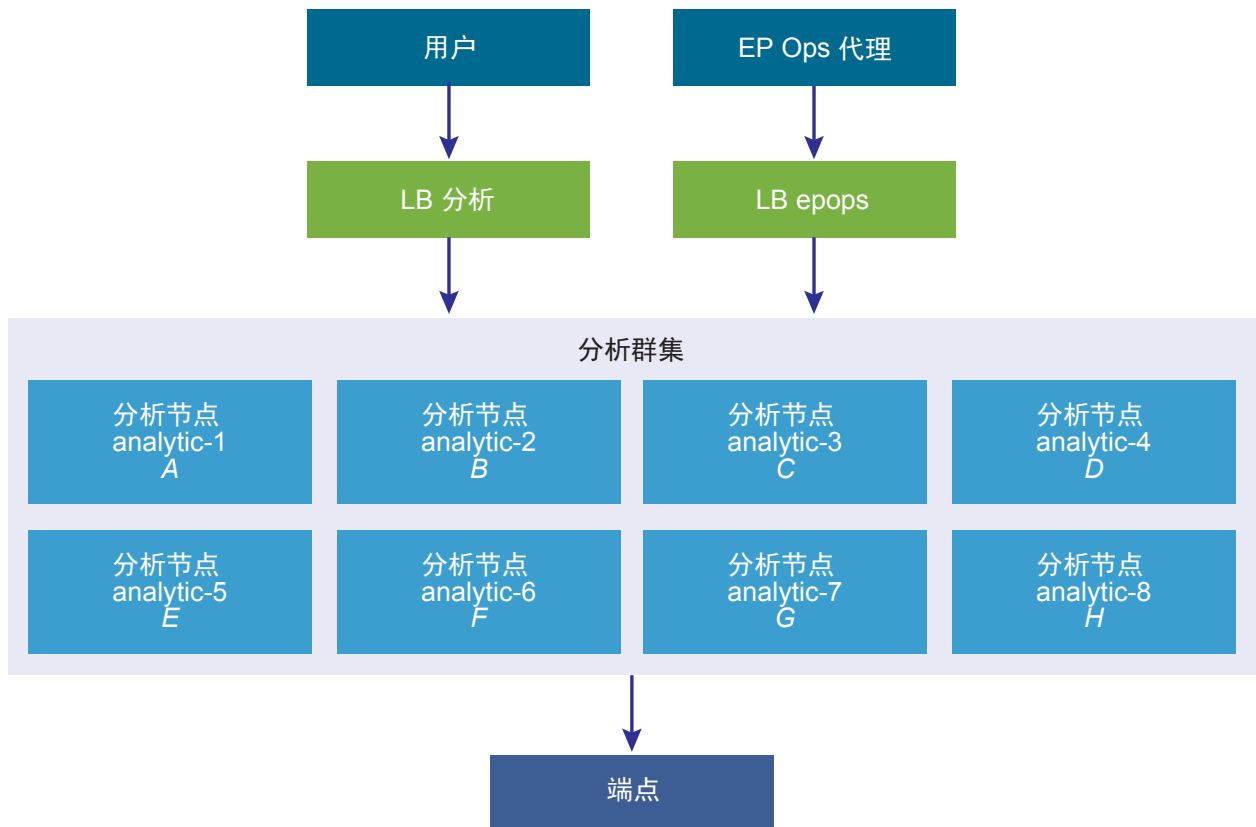 用户
EP Ops 代理
LB 分析
LB epops
分析群集
分析节点
analytic-1
A
分析节点
analytic-2
B
分析节点
analytic-3
C
分析节点
analytic-4
D
分析节点
analytic-5
E
分析节点
analytic-6
F
分析节点
analytic-7
G
分析节点
analytic-8
H
端点